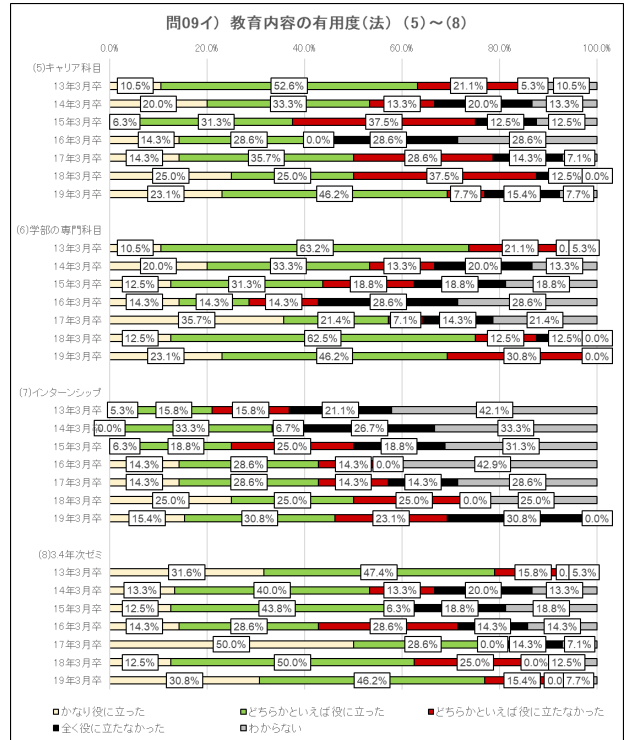 問09イ）教育内容の有用度（法）（5）～（8）
0.0% 20.0% 40.0% 60.0% 80.0% 100.0%
(5)キャリア科目
13年3月卒 10.5% 52.6% 21.1% 5.3% 10.5%
14年3月卒 20.0% 33.3% 13.3% 20.0% 13.3%
15年3月卒 6.3% 31.3% 37.5% 12.5% 12.5%
16年3月卒 14.3% 28.6% 0.0% 28.6% 28.6%
17年3月卒 14.3% 35.7% 28.6% 14.3% 7.1%
18年3月卒 25.0% 25.0% 37.5% 12.5% 0.0%
19年3月卒 23.1% 46.2% 7.7% 15.4% 7.7%
(6)学部の専門科目
13年3月卒 10.5% 63.2% 21.1% 0. 5.3%
14年3月卒 20.0% 33.3% 13.3% 20.0% 13.3%
15年3月卒 12.5% 31.3% 18.8% 18.8% 18.8%
16年3月卒 14.3% 14.3% 14.3% 28.6% 28.6%
17年3月卒 35.7% 21.4% 7.1% 14.3% 21.4%
18年3月卒 12.5% 62.5% 12.5% 12.5% 0.0%
19年3月卒 23.1% 46.2% 30.8% 0.0%
(7)インターンシップ
13年3月卒 5.3% 15.8% 15.8% 21.1% 42.1%
14年3月卒 0.0% 33.3% 6.7% 26.7% 33.3%
15年3月卒 6.3% 18.8% 25.0% 18.8% 31.3%
16年3月卒 14.3% 28.6% 14.3% 0.0% 42.9%
17年3月卒 14.3% 28.6% 14.3% 14.3% 28.6%
18年3月卒 25.0% 25.0% 25.0% 0.0% 25.0%
19年3月卒 15.4% 30.8% 23.1% 30.8% 0.0%
(8)34年次ゼミ
13年3月卒 31.6% 47.4% 15.8% 0. 5.3%
14年3月卒 13.3% 40.0% 13.3% 20.0% 13.3%
15年3月卒 12.5% 43.8% 6.3% 18.8% 18.8%
16年3月卒 14.3% 28.6% 28.6% 14.3% 14.3%
17年3月卒 50.0% 28.6% 0.0% 14.3% 7.1%
18年3月卒 12.5% 50.0% 25.0% 0.0% 12.5%
19年3月卒 30.8% 46.2% 15.4% 0.0 7.7%
かなり役に立った どちらかといえば役に立った どちらかといえば役に立たなかった
全く役に立たなかった わからない